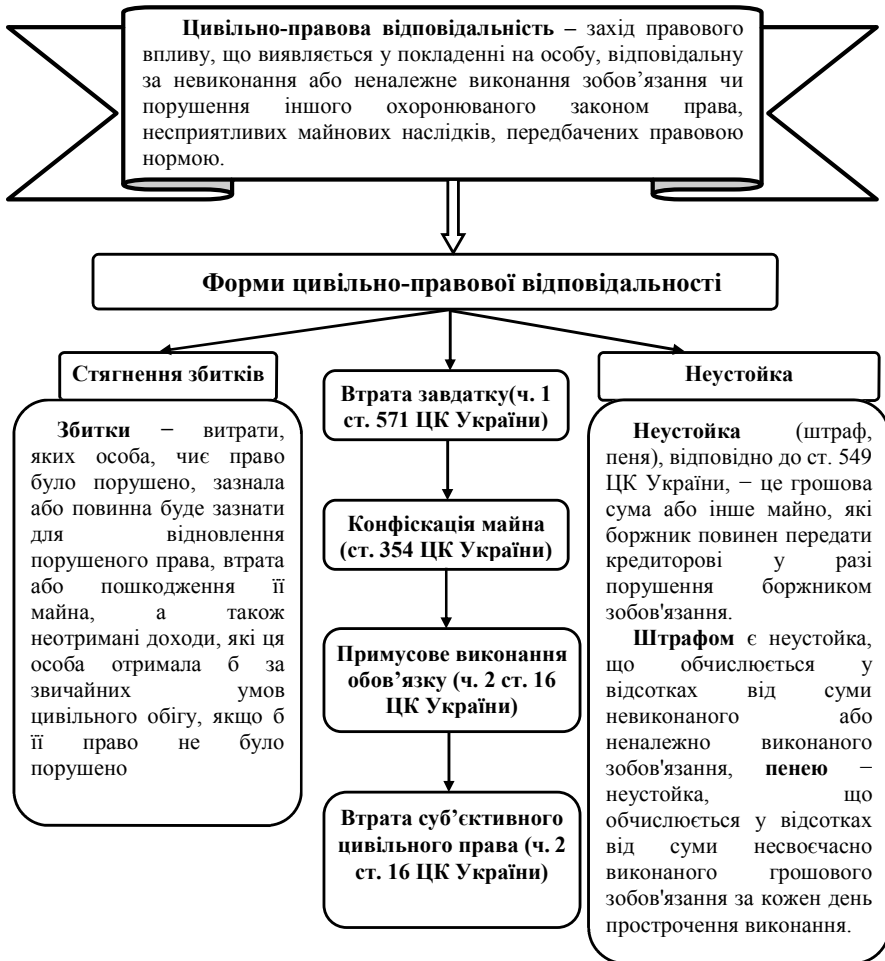 Цивільно-правова відповідальність – захід правового
впливу, що виявляється у покладенні на особу, відповідальну
за невиконання або неналежне виконання зобов’язання чи
порушення іншого охоронюваного законом права,
несприятливих майнових наслідків, передбачених правовою
нормою.
Форми цивільно-правової відповідальності
Стягнення збитків
Збитки − витрати,
яких особа, чиє право
було порушено, зазнала
або повинна буде зазнати
для відновлення
порушеного права, втрата
або пошкодження її
майна, а також
неотримані доходи, які ця
особа отримала б за
звичайних умов
цивільного обігу, якщо б
її право не було
порушено
Втрата завдатку(ч. 1
ст. 571 ЦК України)
Конфіскація майна
(ст. 354 ЦК України)
Примусове виконання
обов’язку (ч. 2 ст. 16
ЦК України)
Втрата суб’єктивного
цивільного права (ч. 2
ст. 16 ЦК України)
Неустойка
Неустойка (штраф,
пеня), відповідно до ст. 549
ЦК України, − це грошова
сума або інше майно, які
боржник повинен передати
кредиторові у разі
порушення боржником
зобов'язання.
Штрафом є неустойка,
що обчислюється у
відсотках від суми
невиконаного або
неналежно виконаного
зобов'язання, пенею −
неустойка, що
обчислюється у відсотках
від суми несвоєчасно
виконаного грошового
зобов'язання за кожен день
прострочення виконання.